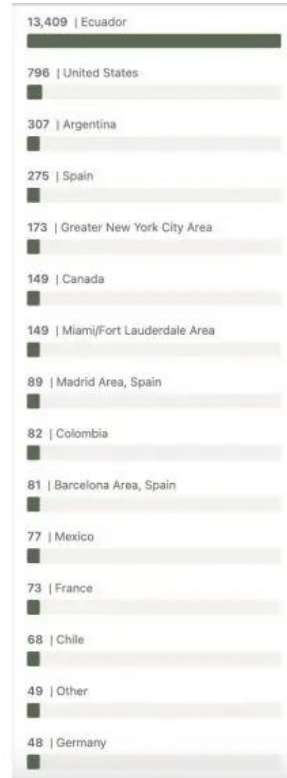 13,409 | Ecuador
796 | United States
307 | Argentina
275 | Spain
173 | Greater New York City Area
149 | Canada
149 | Miami/Fort Lauderdale Area
89 | Madrid Area, Spain
82 | Colombia
81 | Barcelona Area, Spain
77 | Mexico
73 | France
68 | Chile
49 | Other
48 | Germany